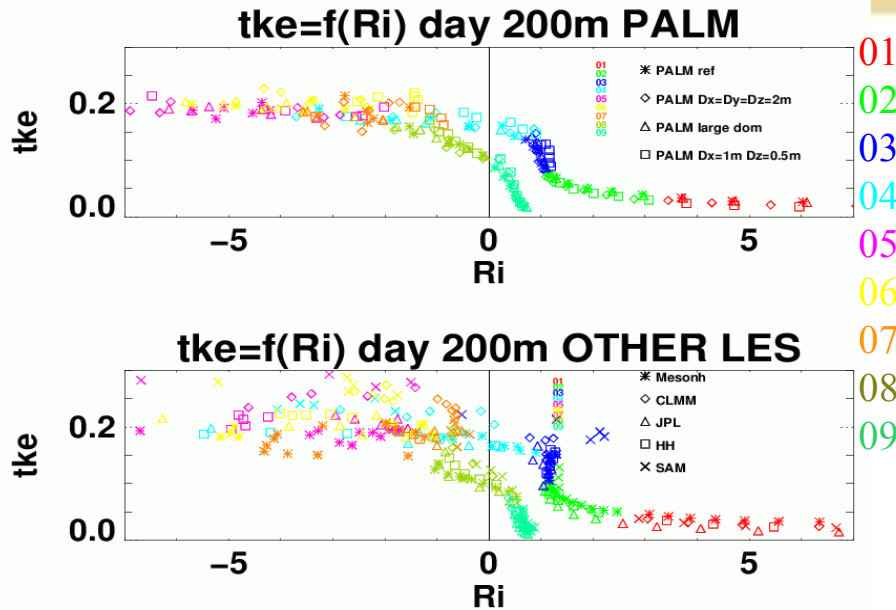 tke=f(Ri) day 200m PALM
tke
0.2
0.0
-5
0
5
Ri
01
02
03
04
05
06
07
08
09
PALM ref
PALM Dx=Dy=Dz=2m
PALM large dom
PALM Dx=1m Dz=0.5m
tke=f(Ri) day 200m OTHER LES
tke
0.2
0.0
-5
0
5
Ri
01
03
05
Mesonh
CLMM
JPL
HH
SAM
01
02
03
04
05
06
07
08
09